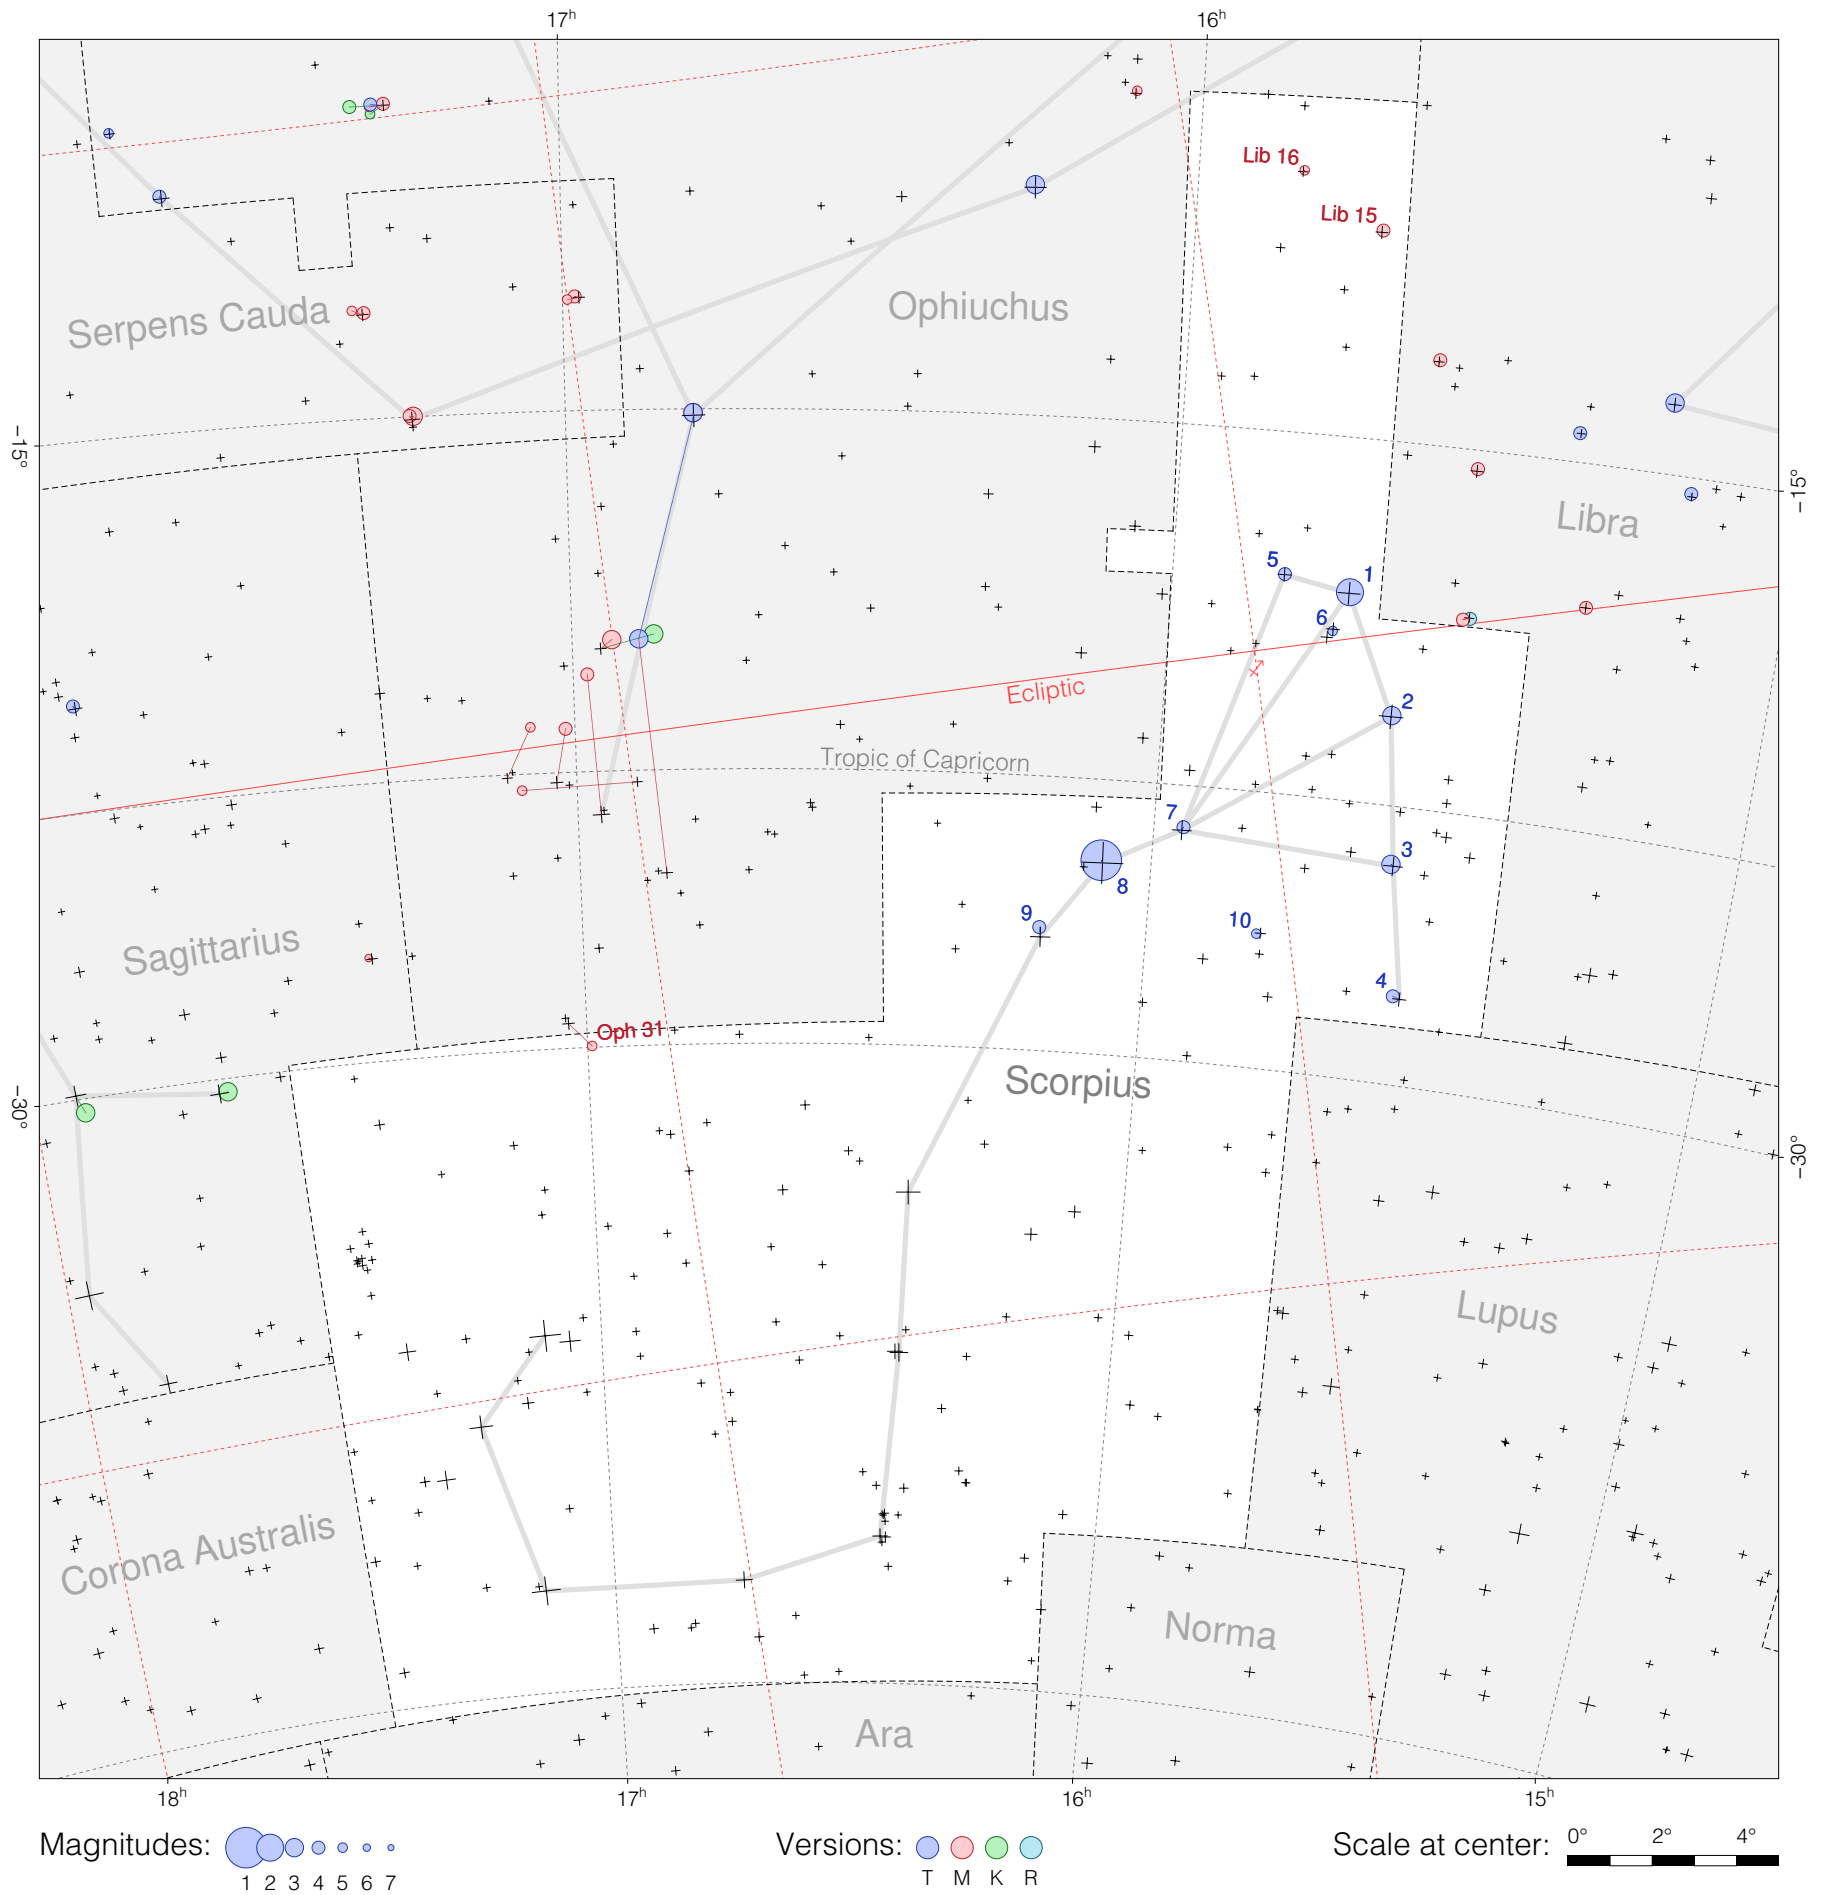 17h
16h
Lib 16
Lib 15
Serpens Cauda
Ophiuchus
−15°
−15°
Libra
5
1
6
Ecliptic
2
Tropic of Capricorn
7
3
8
9
10
Sagittarius
4
Oph 31
Scorpius
−30°
−30°
Lupus
Corona Australis
Norma
Ara
18h
17h
16h
15h
Magnitudes:
1 2 3 4 5 6 7
Versions:
T M K R
Scale at center:
0° 2° 4°